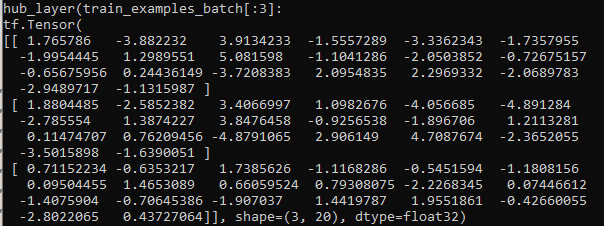 hub_layer(train_examples_batch[:3]:
tf.Tensor(
[[ 1.765786 -3.882232 3.9134233 -1.5557289 -3.3362343 -1.7357955
-1.9954445 1.2989551 5.081598 -1.1041286 -2.0503852 -0.72675157
-0.65675956 0.24436149 -3.7208383 2.0954835 2.2969332 -2.0689783
-2.9489717 -1.1315987 ]
[ 1.8804485 -2.5852382 3.4066997 1.0982676 -4.056685 -4.891284
-2.785554 1.3874227 3.8476458 -0.9256538 -1.896706 1.2113281
0.11474707 0.76209456 -4.8791065 2.906149 4.7087674 -2.3652055
-3.5015898 -1.6390051 ]
[ 0.71152234 -0.6353217 1.7385626 -1.1168286 -0.5451594 -1.1808156
0.09504455 1.4653089 0.66059524 0.79308075 -2.2268345 0.07446612
-1.4075904 -0.70645386 -1.907037 1.4419787 1.9551861 -0.42660055
-2.8022065 0.43727064]], shape=(3, 20), dtype=float32)